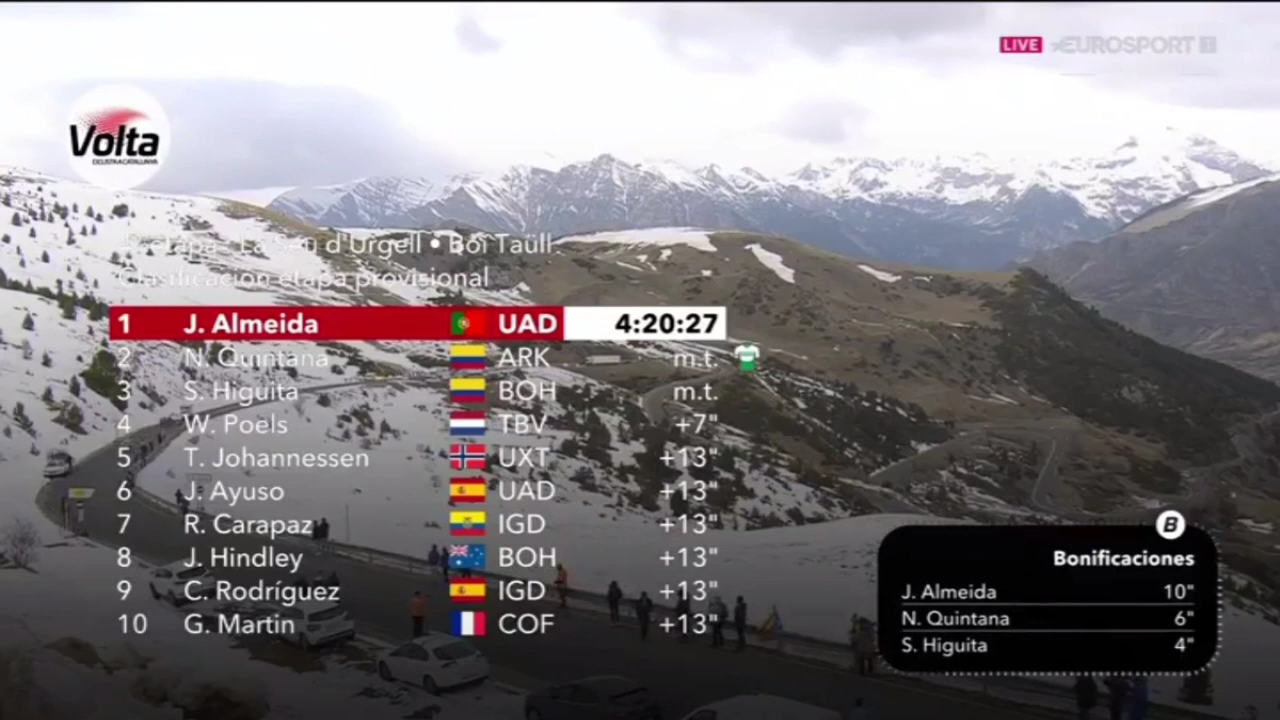 LIVE EUROSPORT 1
Volta
CICLISTA A CATALUNYA
etapa · La Seu d'Urgell • Boí Taüll
Clasificación etapa provisional
1 J. Almeida UAD 4:20:27
2 N. Quintana ARK m.t.
3 S. Higuita BOH m.t.
4 W. Poels TBV +7"
5 T. Johannessen UXT +13"
6 J. Ayuso UAD +13"
7 R. Carapaz IGD +13"
8 J. Hindley BOH +13"
9 C. Rodríguez IGD +13"
10 G. Martin COF +13"
B
Bonificaciones
J. Almeida 10"
N. Quintana 6"
S. Higuita 4"